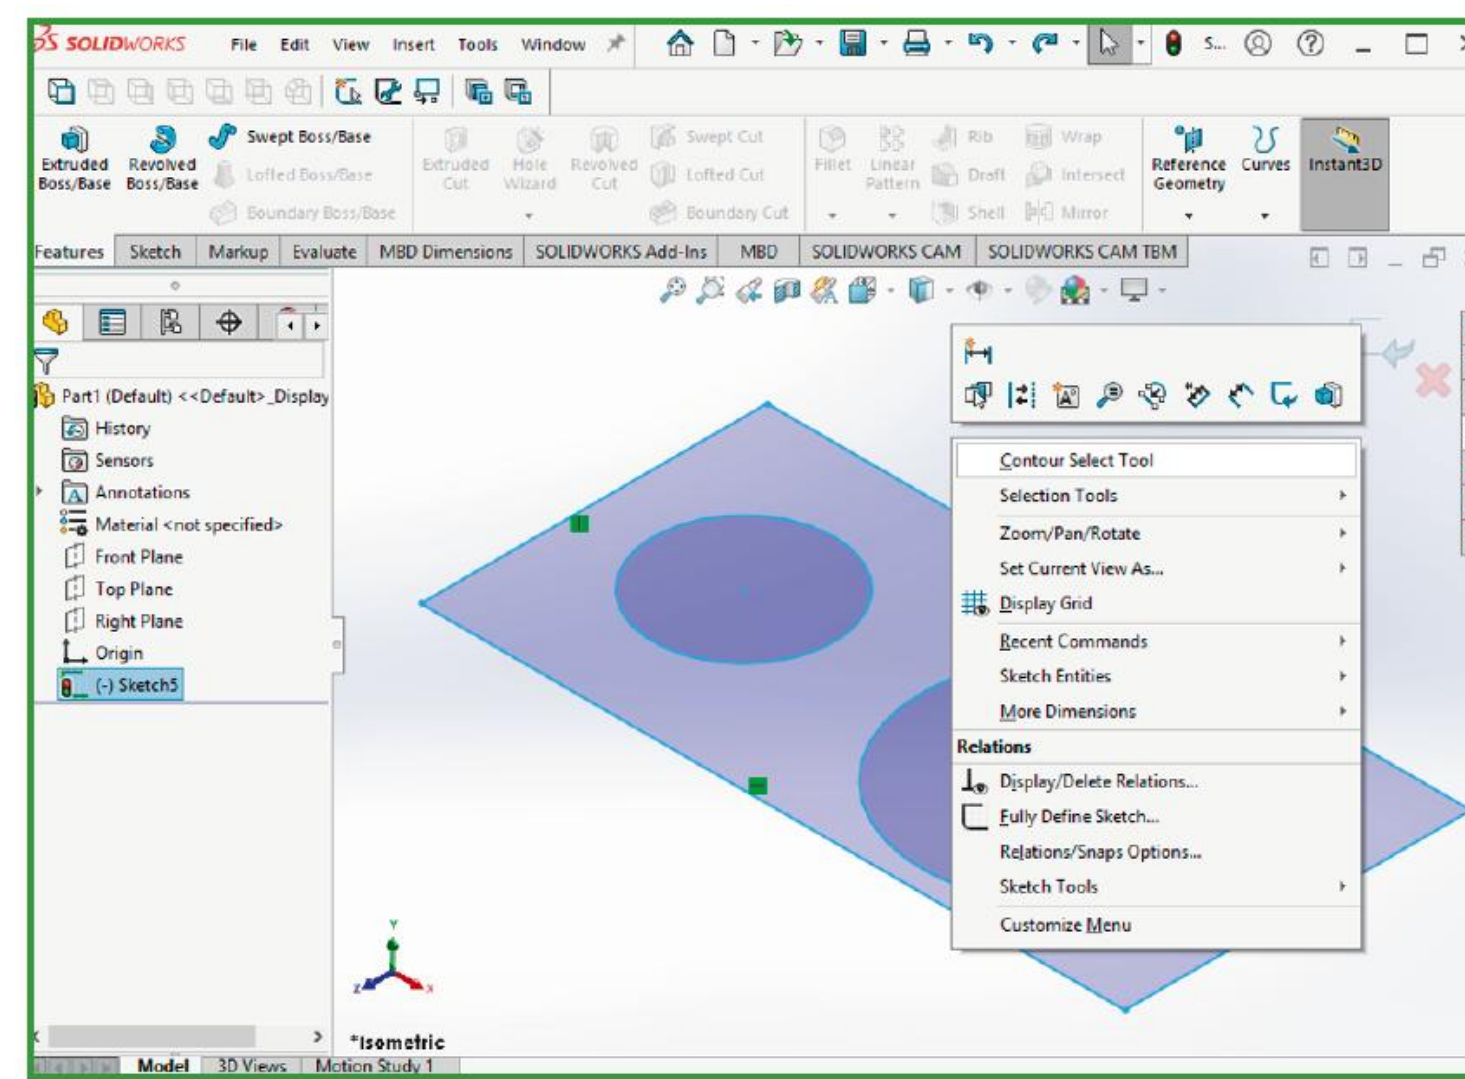 SOLIDWORKS File Edit View Insert Tools Window S...
Extruded Boss/Base
Revolved Boss/Base
Swept Boss/Base
Lofted Boss/Base
Boundary Boss/Base
Extruded Cut
Hole Wizard
Revolved Cut
Swept Cut
Lofted Cut
Boundary Cut
Fillet
Linear Pattern
Rib
Draft
Shell
Wrap
Intersect
Mirror
Reference Geometry
Curves
Instant3D
Features Sketch Markup Evaluate MBD Dimensions SOLIDWORKS Add-Ins MBD SOLIDWORKS CAM SOLIDWORKS CAM TBM
Part1 (Default) <<Default>_Display
History
Sensors
Annotations
Material <not specified>
Front Plane
Top Plane
Right Plane
Origin
(-) Sketch5
Contour Select Tool
Selection Tools
Zoom/Pan/Rotate
Set Current View As...
Display Grid
Recent Commands
Sketch Entities
More Dimensions
Relations
Display/Delete Relations...
Fully Define Sketch...
Relations/Snaps Options...
Sketch Tools
Customize Menu
Y
Z
X
*Isometric
Model 3D Views Motion Study 1